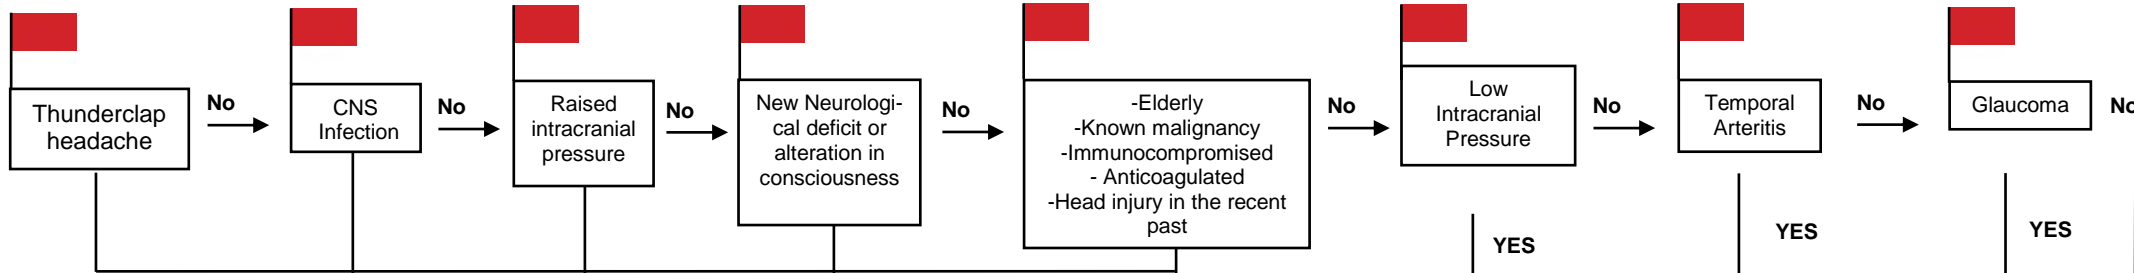 Thunderclap
headache
No
CNS
Infection
No
Raised
intracranial
pressure
No
New Neurologi-
cal deficit or
alteration in
consciousness
No
-Elderly
-Known malignancy
-Immunocompromised
- Anticoagulated
-Head injury in the recent
past
No
Low
Intracranial
Pressure
YES
No
Temporal
Arteritis
YES
No
Glaucoma
YES
No